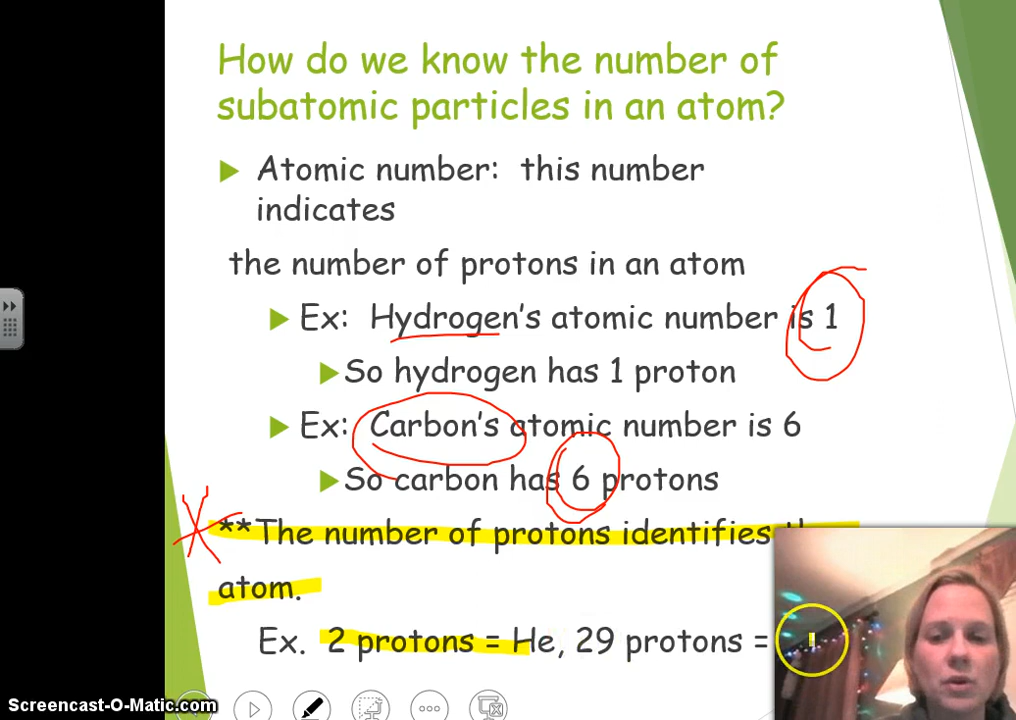 How do we know the number of
subatomic particles in an atom?
Atomic number: this number
indicates
the number of protons in an atom
Ex: Hydrogen's atomic number is 1
So hydrogen has 1 proton
Ex: Carbon's atomic number is 6
So carbon has 6 protons
**The number of protons identifies
atom.
Ex. 2 protons = He, 29 protons =
Screencast-O-Matic.com